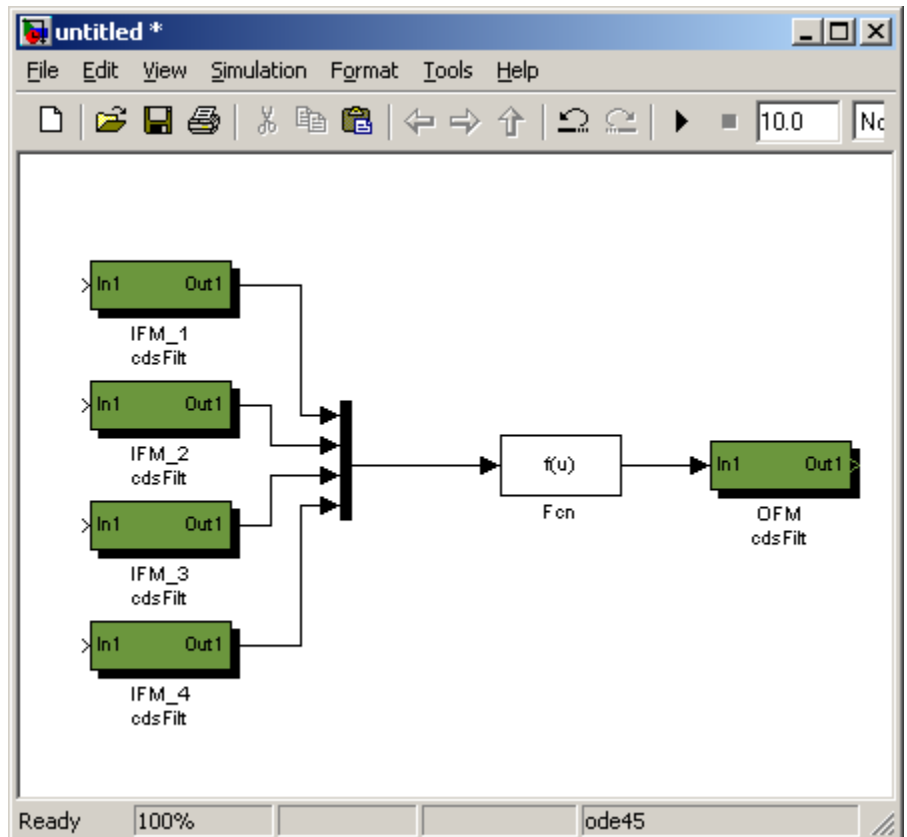 untitled *
File Edit View Simulation Format Tools Help
10.0 No
In1 Out1
IFM_1
cdsFilt
In1 Out1
IFM_2
cdsFilt
In1 Out1
IFM_3
cdsFilt
In1 Out1
IFM_4
cdsFilt
f(u)
Fcn
In1 Out1
OFM
cdsFilt
Ready 100% ode45